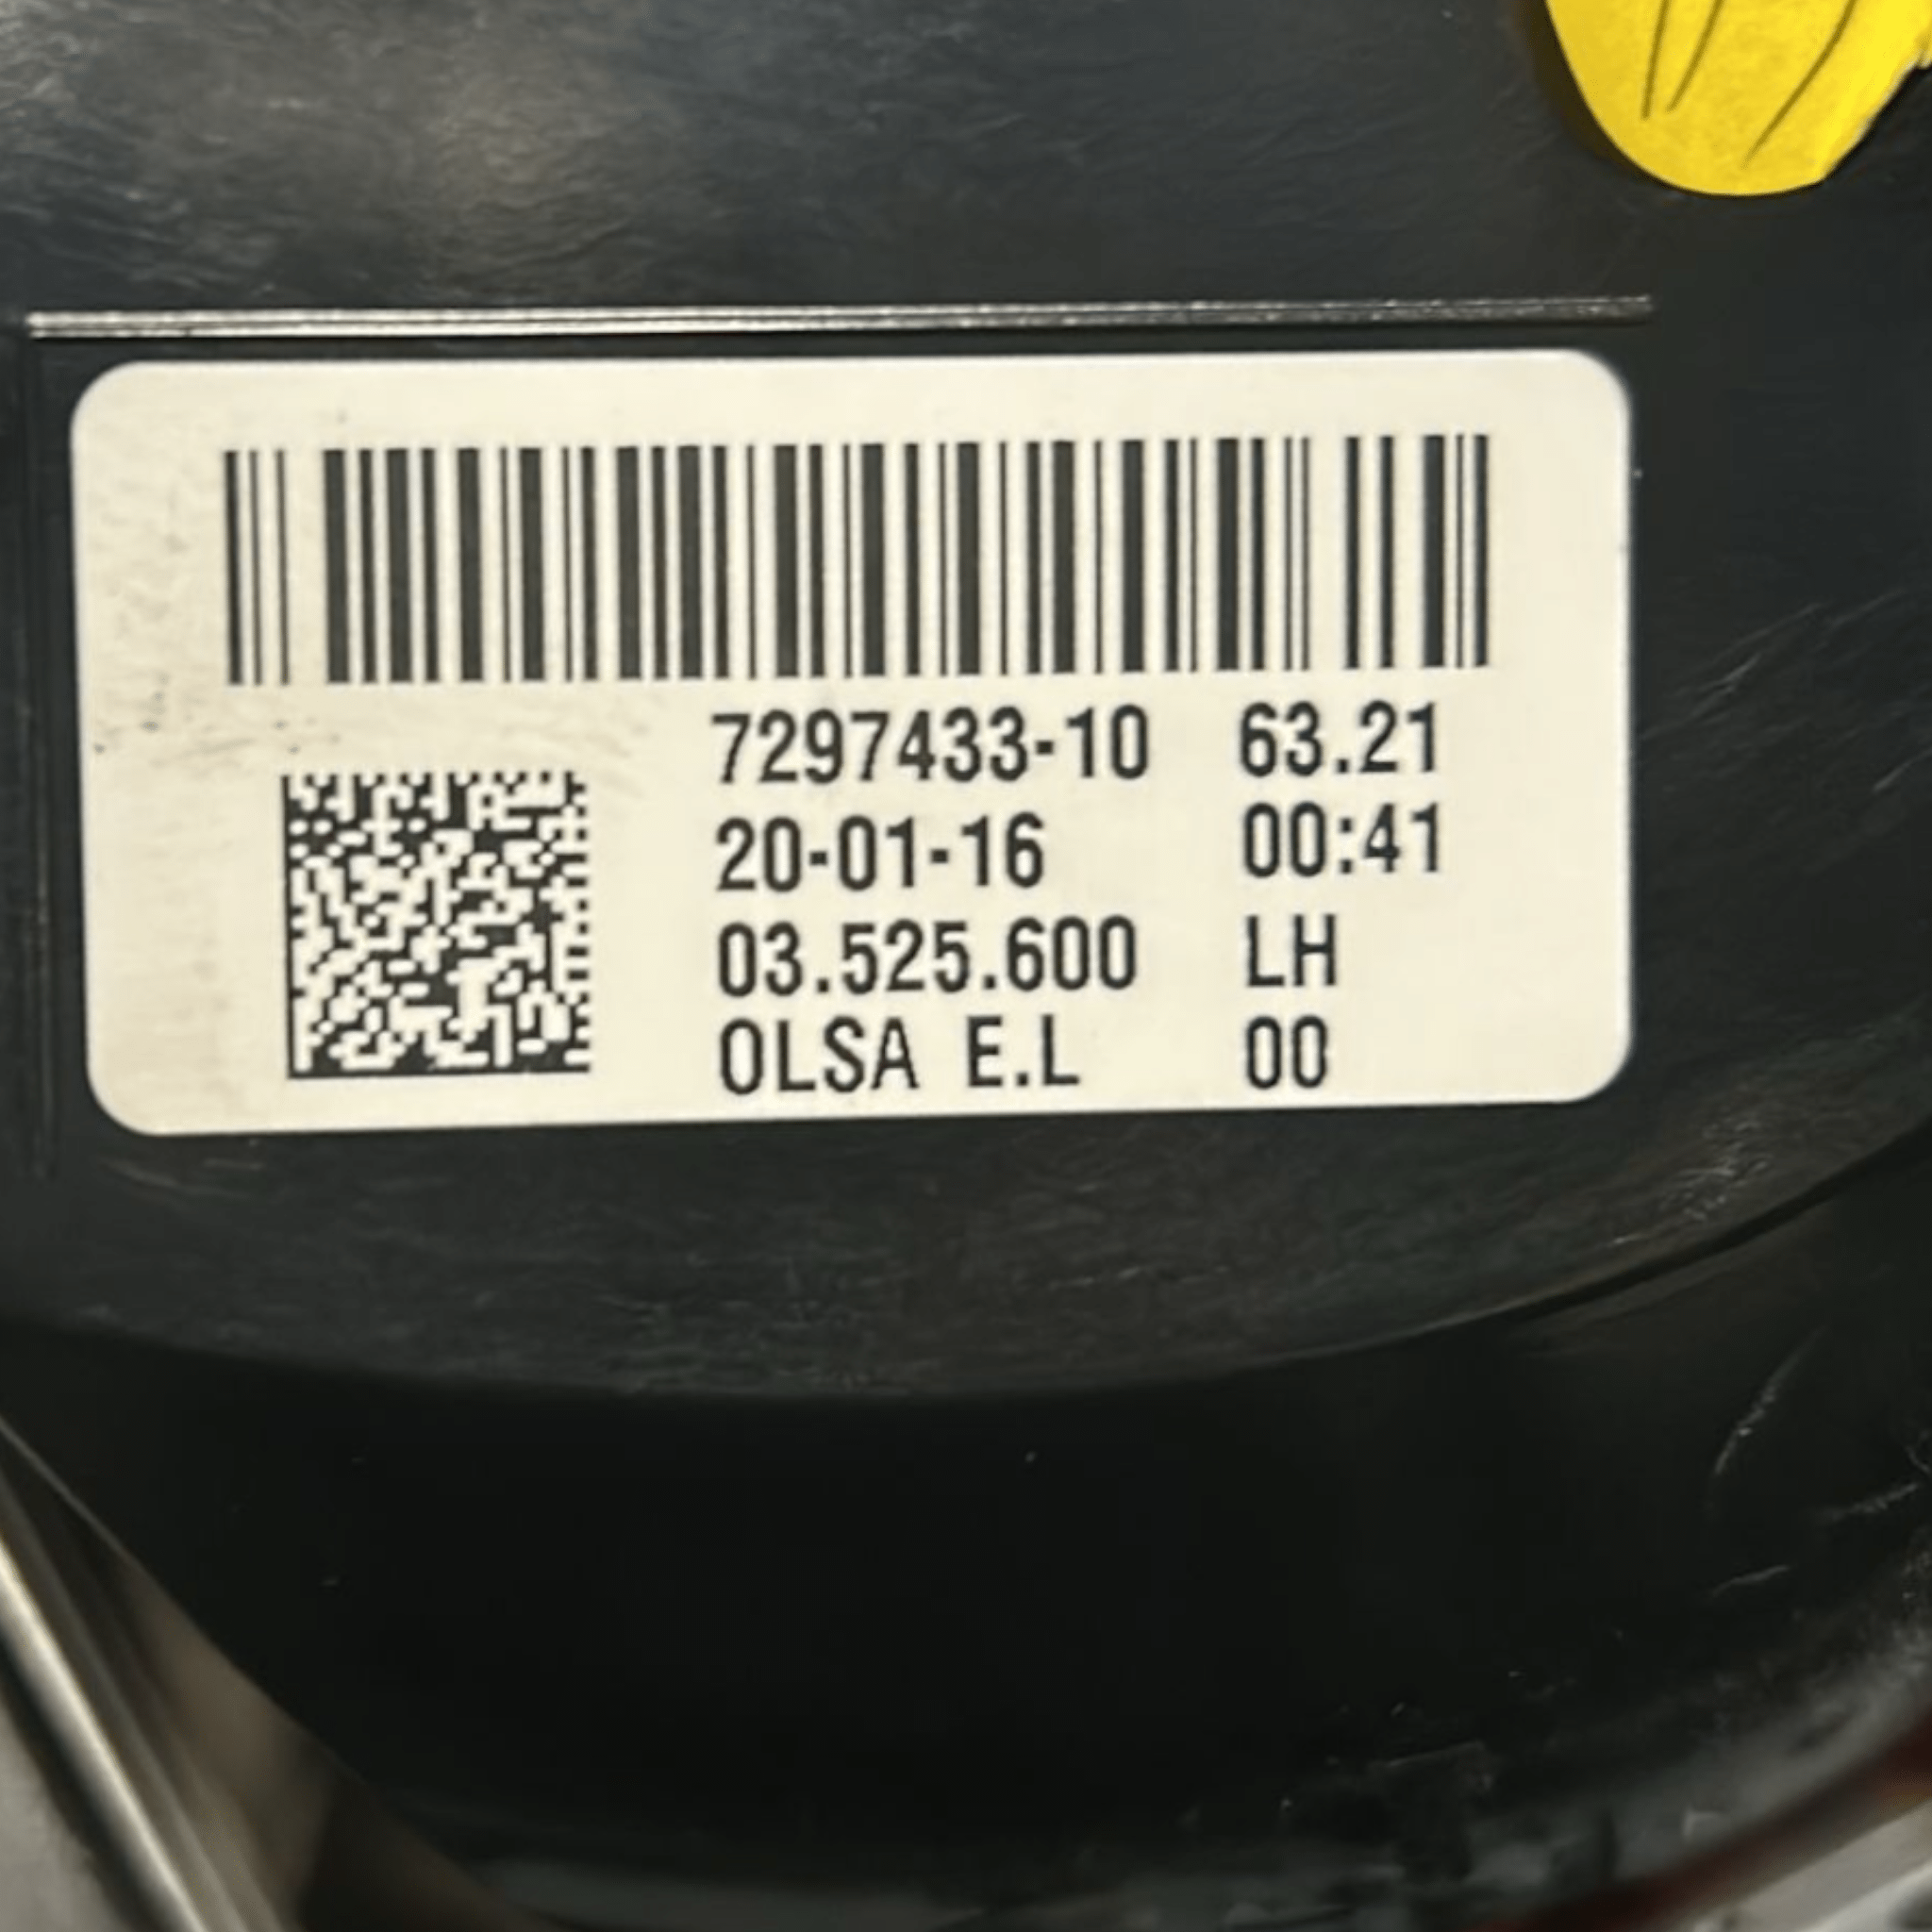 7297433-10 63.21
20-01-16 00:41
03.525.600 LH
OLSA E.L 00